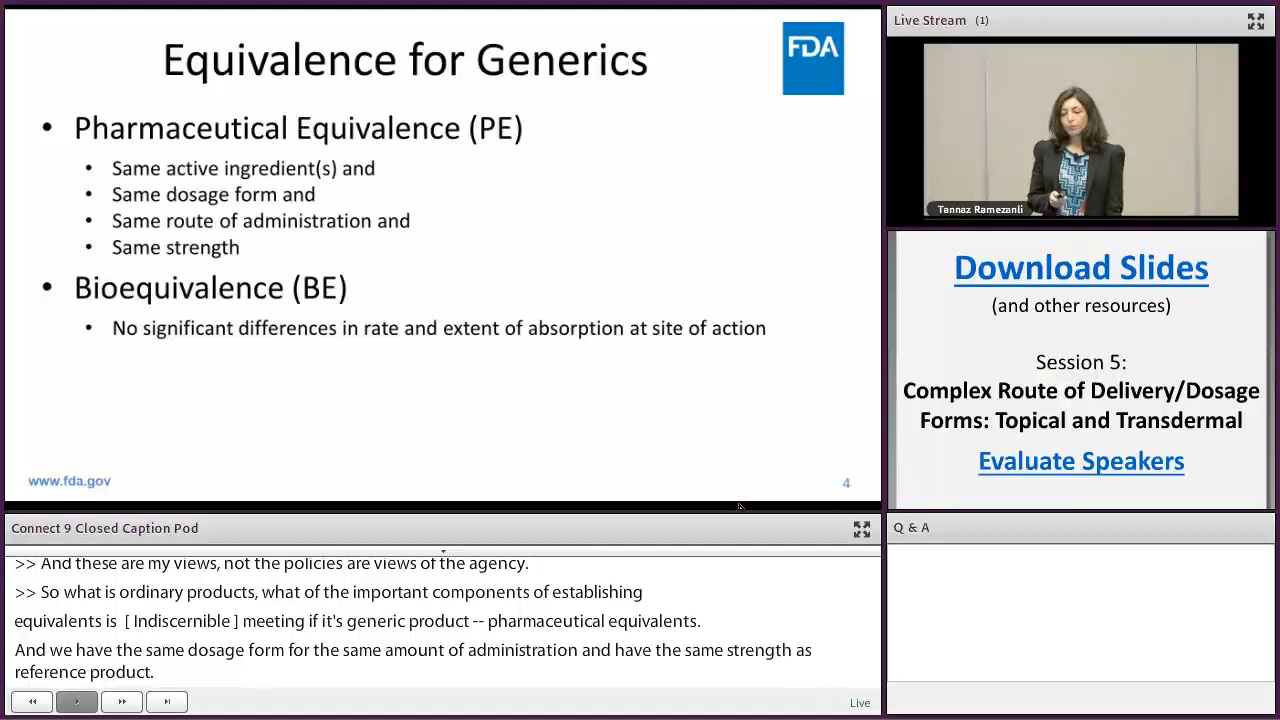 Equivalence for Generics
FDA
• Pharmaceutical Equivalence (PE)
• Same active ingredient(s) and
• Same dosage form and
• Same route of administration and
• Same strength
• Bioequivalence (BE)
• No significant differences in rate and extent of absorption at site of action
www.fda.gov
4
Live Stream (1)
Tannaz Ramezanli
Download Slides
(and other resources)
Session 5:
Complex Route of Delivery/Dosage
Forms: Topical and Transdermal
Evaluate Speakers
Connect 9 Closed Caption Pod
>> And these are my views, not the policies are views of the agency.
>> So what is ordinary products, what of the important components of establishing
equivalents is [ Indiscernible ] meeting if it's generic product -- pharmaceutical equivalents.
And we have the same dosage form for the same amount of administration and have the same strength as
reference product.
Live
Q & A